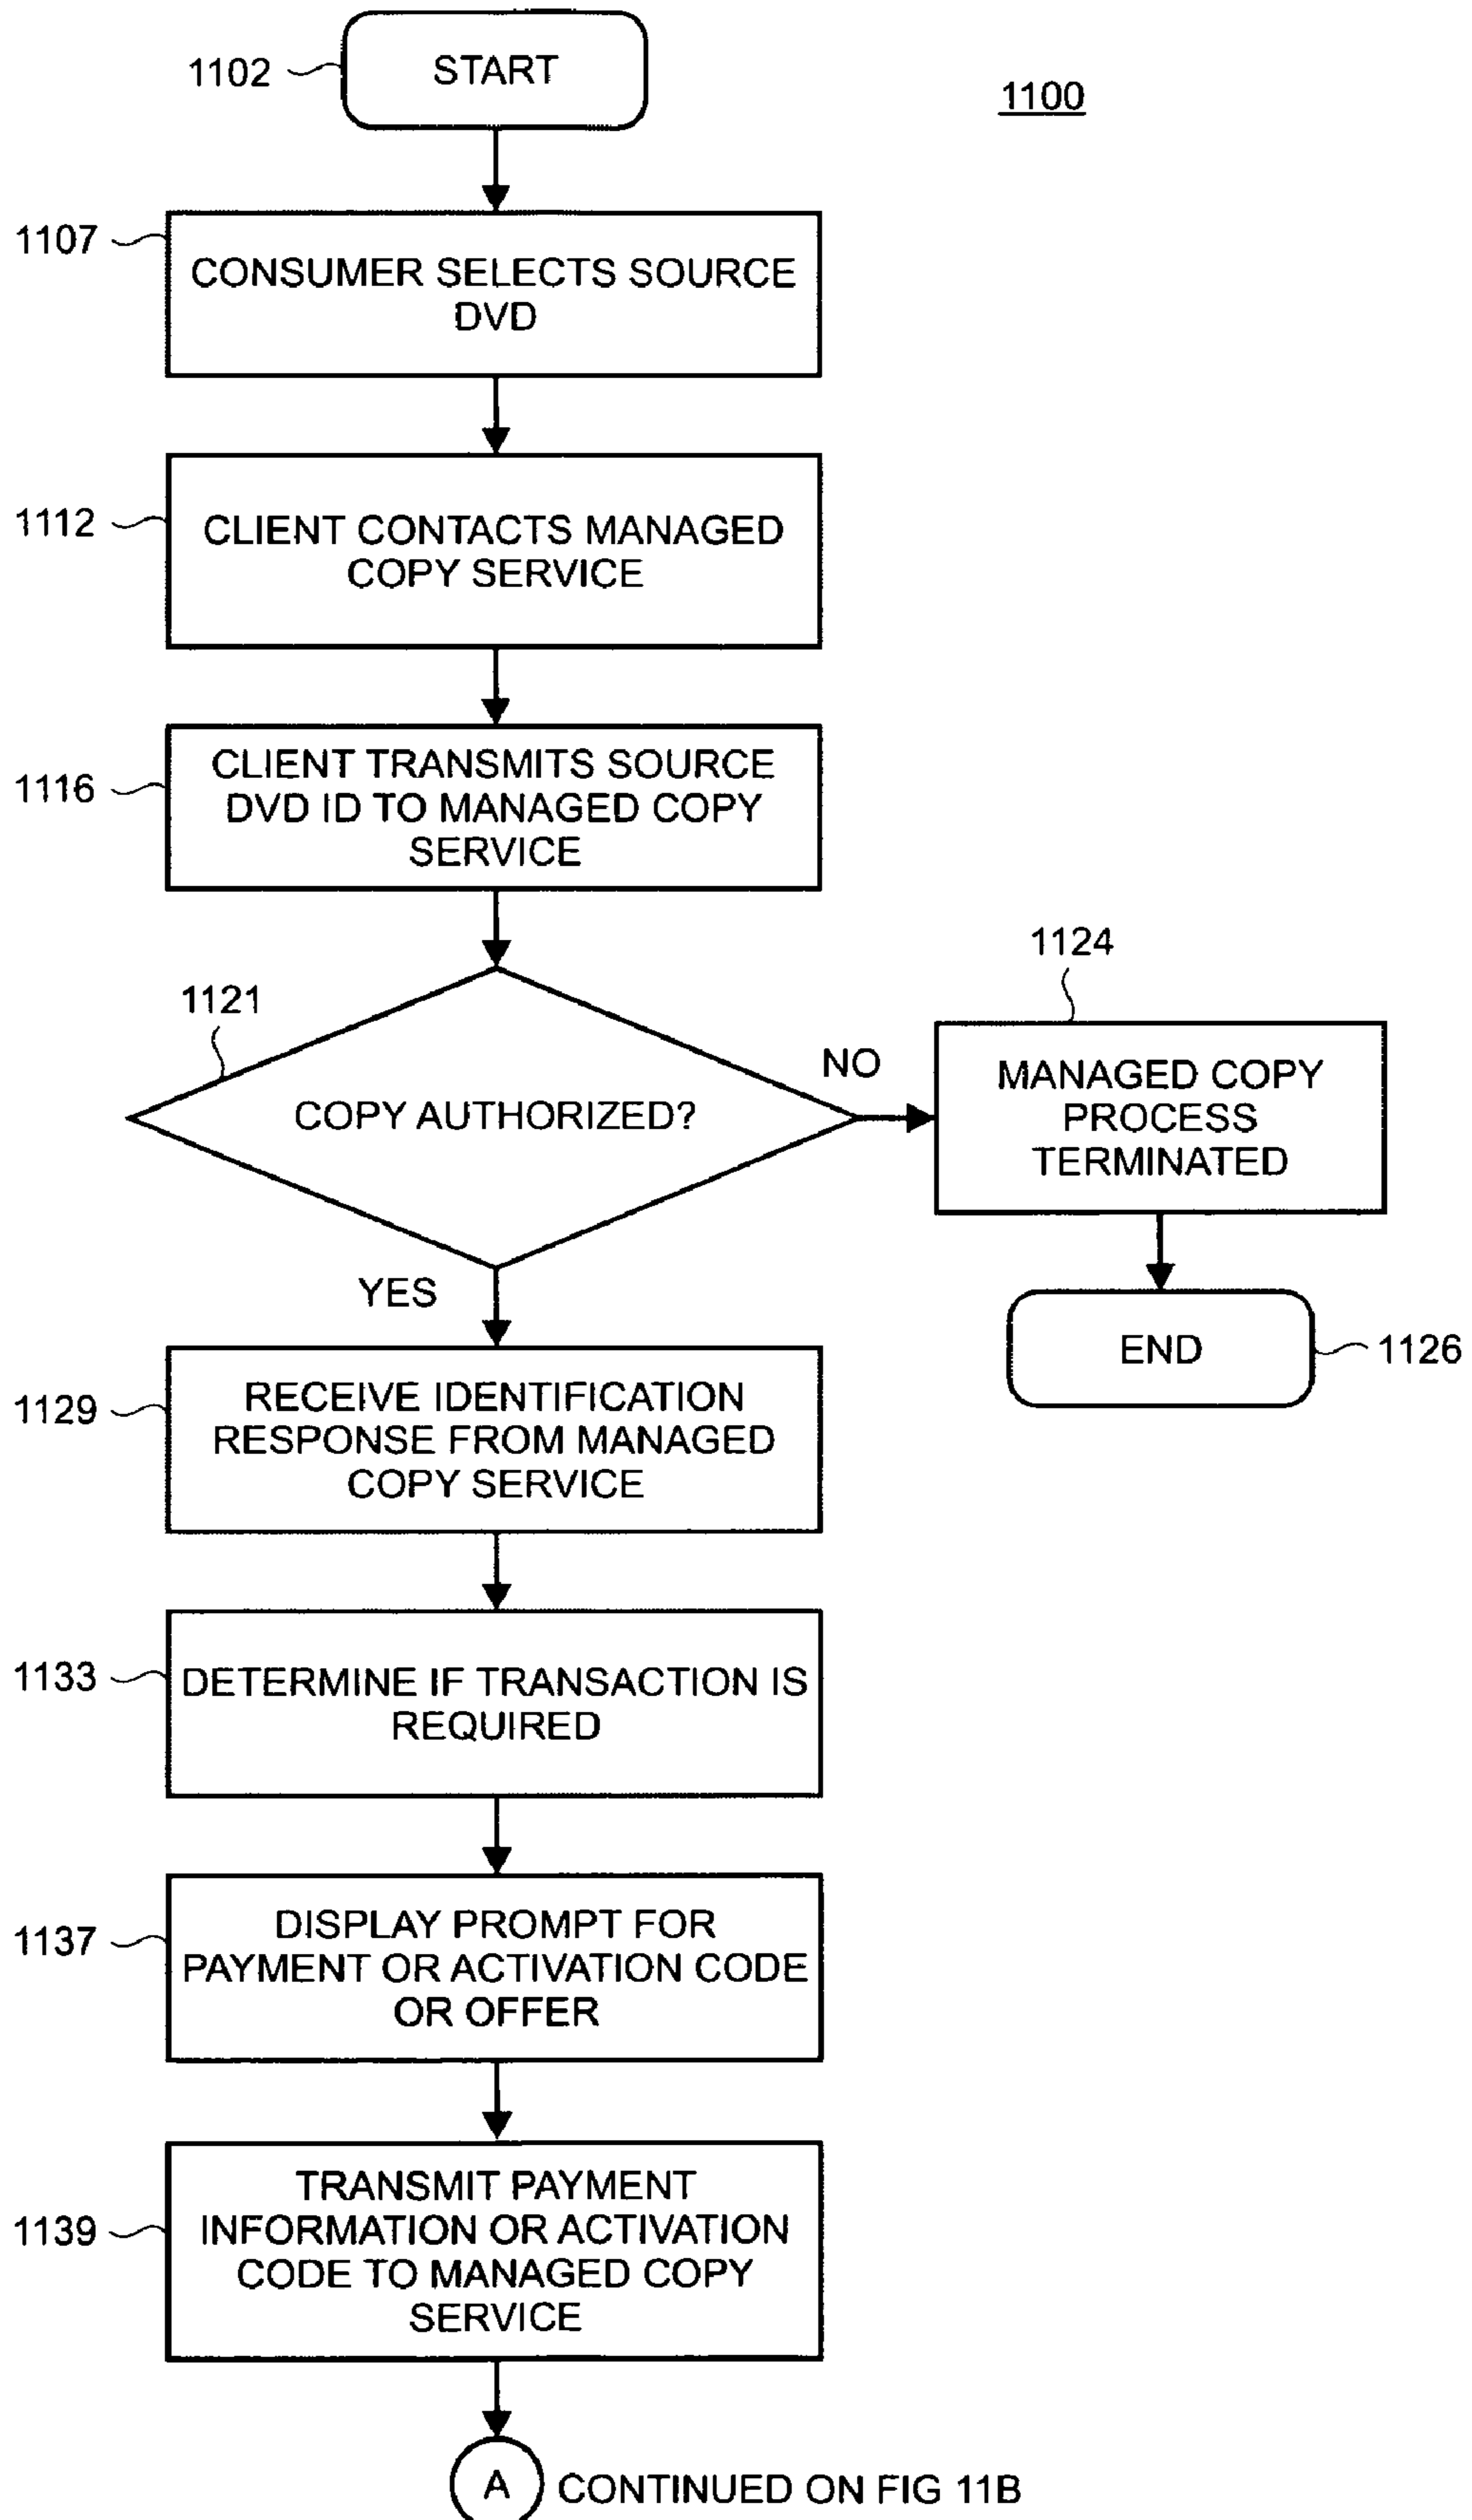 1102
START
1100
1107
CONSUMER SELECTS SOURCE
DVD
1112
CLIENT CONTACTS MANAGED
COPY SERVICE
1116
CLIENT TRANSMITS SOURCE
DVD ID TO MANAGED COPY
SERVICE
1121
COPY AUTHORIZED?
NO
1124
MANAGED COPY
PROCESS
TERMINATED
END
1126
YES
1129
RECEIVE IDENTIFICATION
RESPONSE FROM MANAGED
COPY SERVICE
1133
DETERMINE IF TRANSACTION IS
REQUIRED
1137
DISPLAY PROMPT FOR
PAYMENT OR ACTIVATION CODE
OR OFFER
1139
TRANSMIT PAYMENT
INFORMATION OR ACTIVATION
CODE TO MANAGED COPY
SERVICE
A
CONTINUED ON FIG 11B